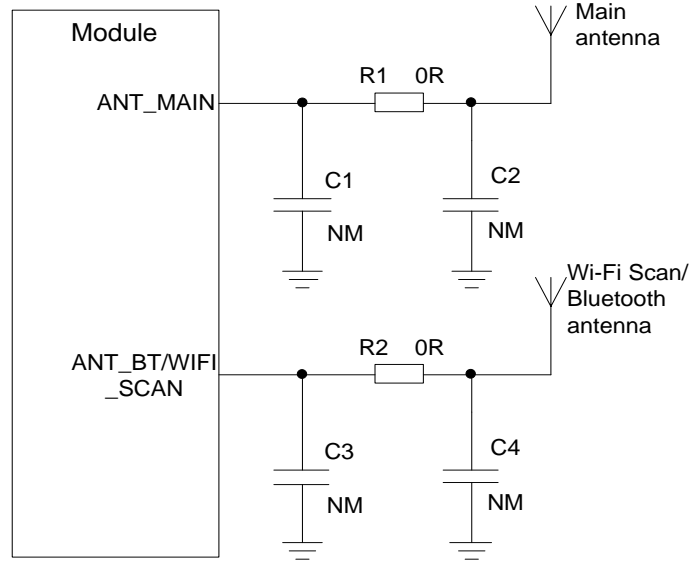 Module
Main
antenna
R1 0R
ANT_MAIN
C1
C2
NM
NM
Wi-Fi Scan/
Bluetooth
antenna
R2 0R
ANT_BT/WIFI
_SCAN
C3
C4
NM
NM